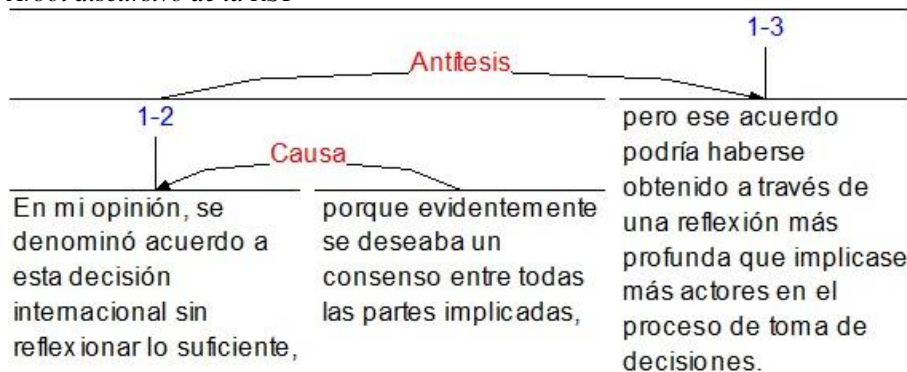 Árbol discursivo de la RST
1-3
Antítesis
1-2
Causa
En mi opinión, se
denominó acuerdo a
esta decisión
internacional sin
reflexionar lo suficiente,
porque evidentemente
se deseaba un
consenso entre todas
las partes implicadas,
pero ese acuerdo
podría haberse
obtenido a través de
una reflexión más
profunda que implicase
más actores en el
proceso de toma de
decisiones.